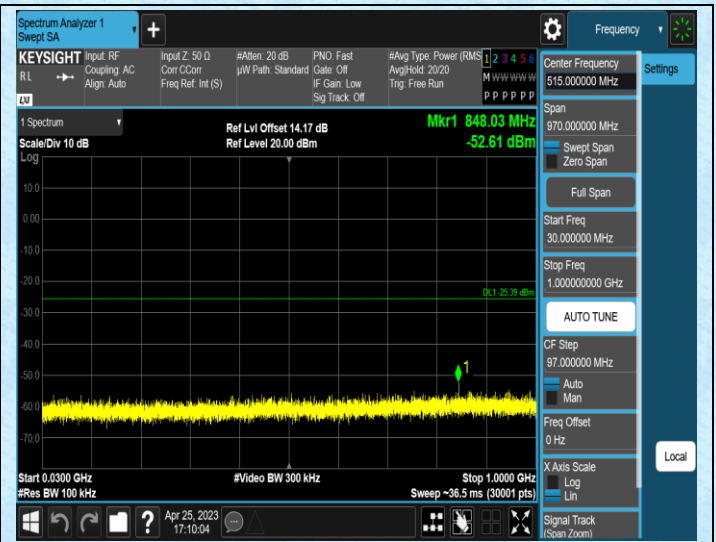 Spectrum Analyzer 1
Swept SA
+
Frequency
KEYSIGHT
RL
LXI
Input: RF
Coupling: AC
Align: Auto
Input Z: 50 Ω
Corr CCorr
Freq Ref: Int (S)
#Atten: 20 dB
µW Path: Standard
PNO: Fast
Gate: Off
IF Gain: Low
Sig Track: Off
#Avg Type: Power (RMS
Avg|Hold: 20/20
Trig: Free Run
1 2 3 4 5 6
M W W W W W
P P P P P P
1 Spectrum
Scale/Div 10 dB
Log
Ref Lvl Offset 14.17 dB
Ref Level 20.00 dBm
Mkr1 848.03 MHz
-52.61 dBm
10.0
0.00
-10.0
-20.0
DL1 -25.39 dBm
-30.0
-40.0
1
-50.0
-60.0
-70.0
Start 0.0300 GHz
#Res BW 100 kHz
#Video BW 300 kHz
Stop 1.0000 GHz
Sweep ~36.5 ms (30001 pts)
?
Apr 25, 2023
17:10:04
Center Frequency
515.000000 MHz
Span
970.000000 MHz
Swept Span
Zero Span
Full Span
Start Freq
30.000000 MHz
Stop Freq
1.000000000 GHz
AUTO TUNE
CF Step
97.000000 MHz
Auto
Man
Freq Offset
0 Hz
X Axis Scale
Log
Lin
Signal Track
(Span Zoom)
Settings
Local